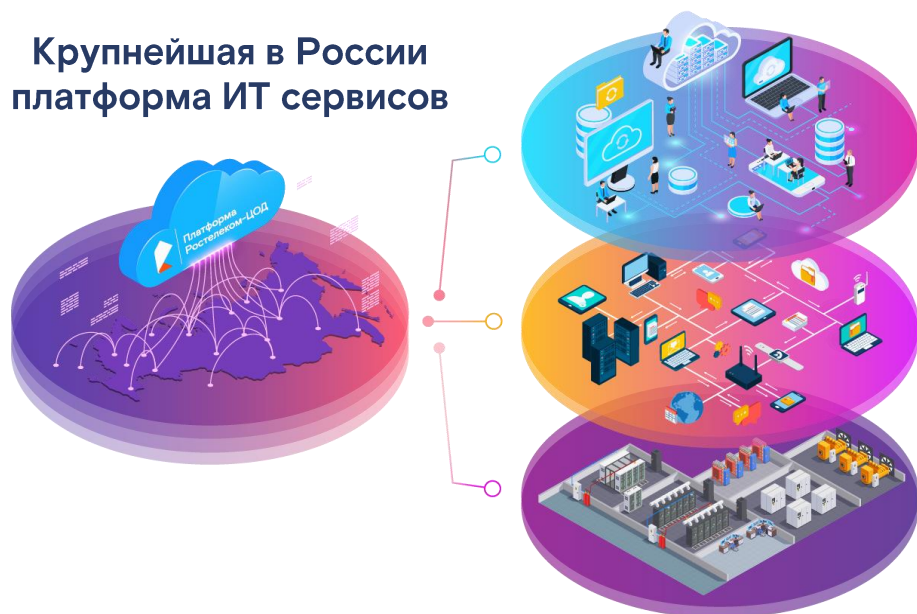 Крупнейшая в России
платформа ИТ сервисов
Платформа
Ростелеком-ЦОД